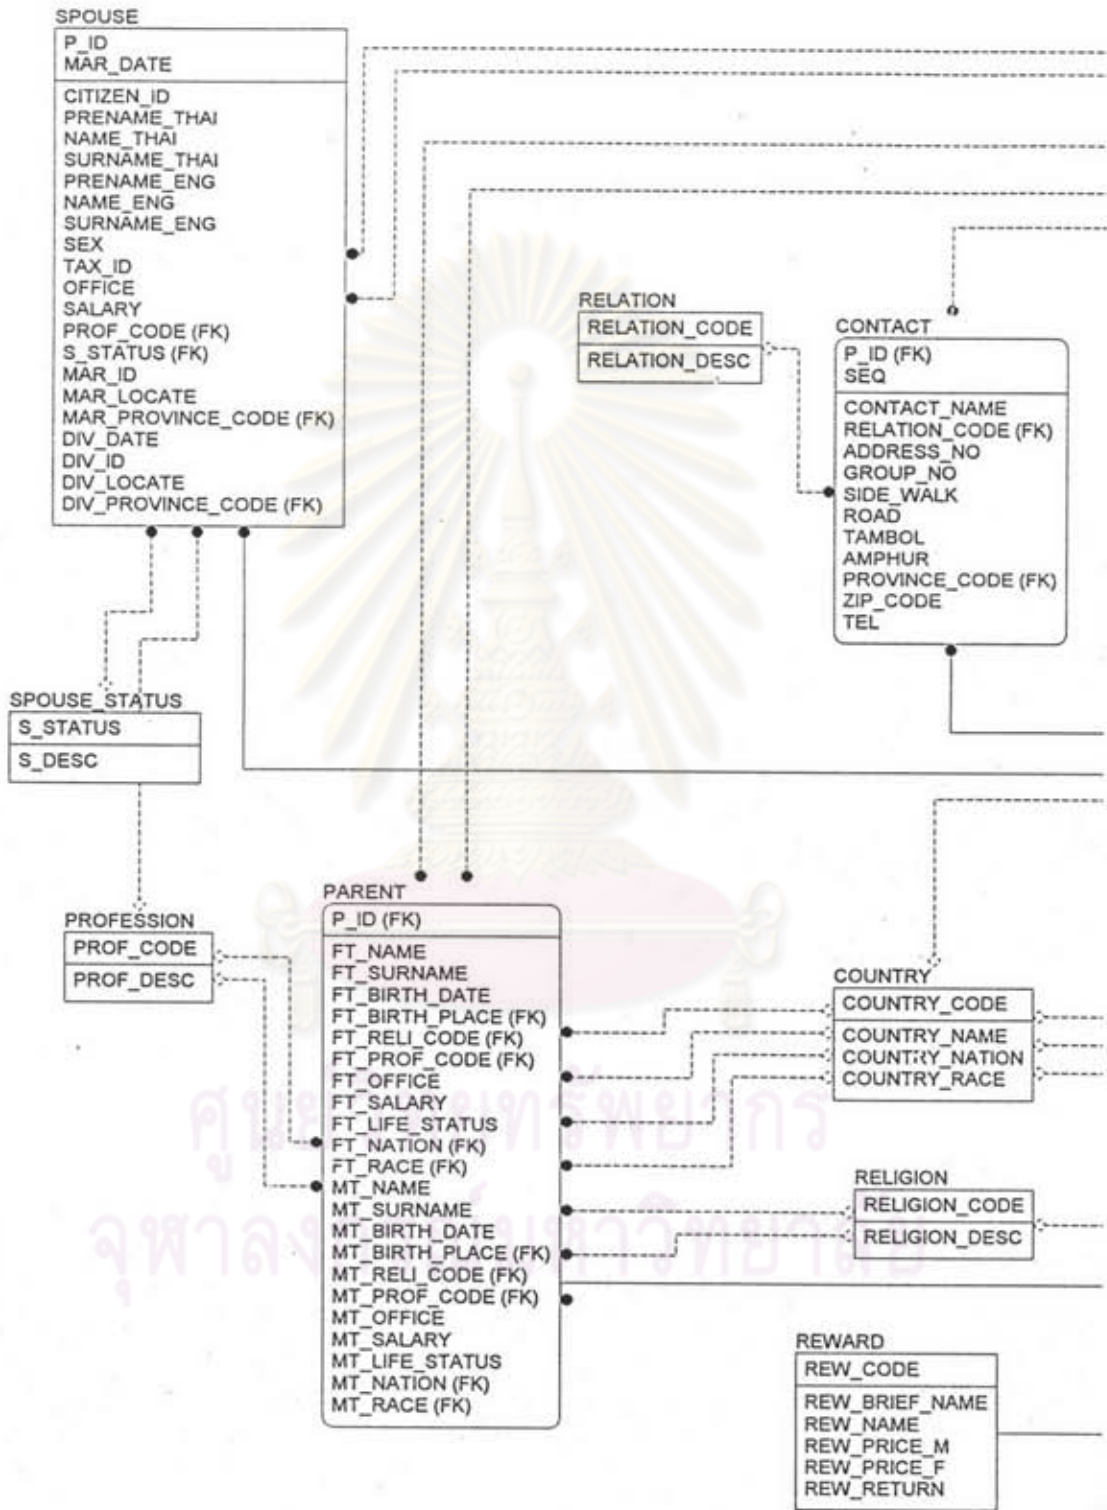 SPOUSE
P_ID
MAR_DATE
CITIZEN_ID
PRENAME_THAI
NAME_THAI
SURNAME_THAI
PRENAME_ENG
NAME_ENG
SURNAME_ENG
SEX
TAX_ID
OFFICE
SALARY
PROF_CODE (FK)
S_STATUS (FK)
MAR_ID
MAR_LOCATE
MAR_PROVINCE_CODE (FK)
DIV_DATE
DIV_ID
DIV_LOCATE
DIV_PROVINCE_CODE (FK)
RELATION
RELATION_CODE
RELATION_DESC
CONTACT
P_ID (FK)
SEQ
CONTACT_NAME
RELATION_CODE (FK)
ADDRESS_NO
GROUP_NO
SIDE_WALK
ROAD
TAMBOL
AMPHUR
PROVINCE_CODE (FK)
ZIP_CODE
TEL
SPOUSE_STATUS
S_STATUS
S_DESC
PROFESSION
PROF_CODE
PROF_DESC
PARENT
P_ID (FK)
FT_NAME
FT_SURNAME
FT_BIRTH_DATE
FT_BIRTH_PLACE (FK)
FT_RELI_CODE (FK)
FT_PROF_CODE (FK)
FT_OFFICE
FT_SALARY
FT_LIFE_STATUS
FT_NATION (FK)
FT_RACE (FK)
MT_NAME
MT_SURNAME
MT_BIRTH_DATE
MT_BIRTH_PLACE (FK)
MT_RELI_CODE (FK)
MT_PROF_CODE (FK)
MT_OFFICE
MT_SALARY
MT_LIFE_STATUS
MT_NATION (FK)
MT_RACE (FK)
COUNTRY
COUNTRY_CODE
COUNTRY_NAME
COUNTRY_NATION
COUNTRY_RACE
RELIGION
RELIGION_CODE
RELIGION_DESC
REWARD
REW_CODE
REW_BRIEF_NAME
REW_NAME
REW_PRICE_M
REW_PRICE_F
REW_RETURN